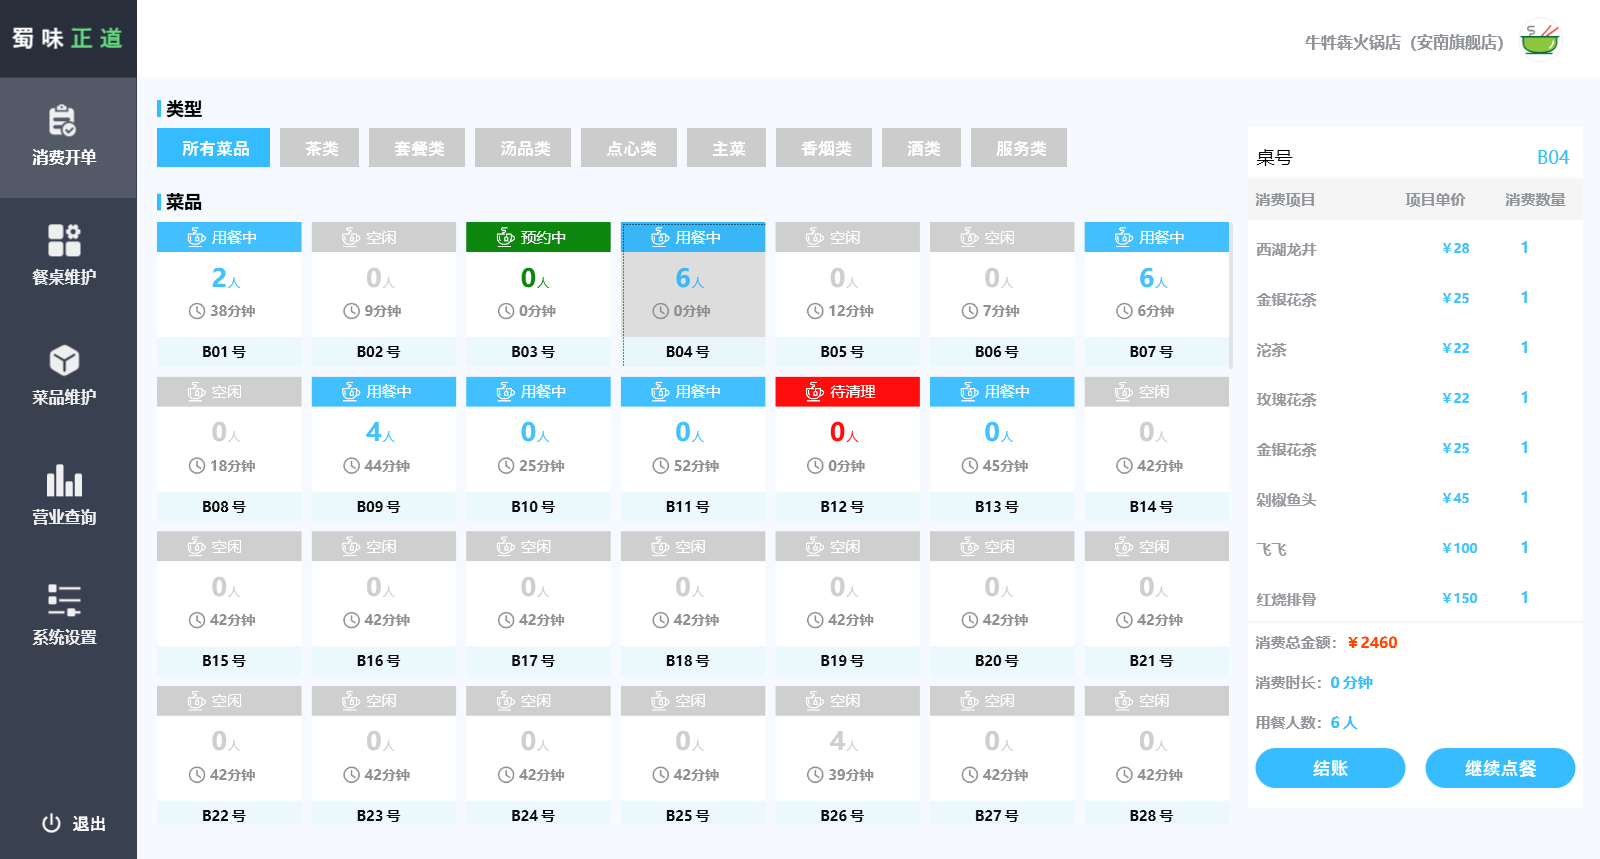 蜀味正道
牛牪犇火锅店（安南旗舰店）
消费开单
餐桌维护
菜品维护
营业查询
系统设置
退出
类型
所有菜品 茶类 套餐类 汤品类 点心类 主菜 香烟类 酒类 服务类
菜品
用餐中 空闲 预约中 用餐中 空闲 空闲 用餐中
2人 0人 0人 6人 0人 0人 6人
38分钟 9分钟 0分钟 0分钟 12分钟 7分钟 6分钟
B01 号 B02 号 B03 号 B04 号 B05 号 B06 号 B07 号
空闲 用餐中 用餐中 用餐中 待清理 用餐中 空闲
0人 4人 0人 0人 0人 0人 0人
18分钟 44分钟 25分钟 52分钟 0分钟 45分钟 42分钟
B08 号 B09 号 B10 号 B11 号 B12 号 B13 号 B14 号
空闲 空闲 空闲 空闲 空闲 空闲 空闲
0人 0人 0人 0人 0人 0人 0人
42分钟 42分钟 42分钟 42分钟 42分钟 42分钟 42分钟
B15 号 B16 号 B17 号 B18 号 B19 号 B20 号 B21 号
空闲 空闲 空闲 空闲 空闲 空闲 空闲
0人 0人 0人 0人 4人 0人 0人
42分钟 42分钟 42分钟 42分钟 39分钟 42分钟 42分钟
B22 号 B23 号 B24 号 B25 号 B26 号 B27 号 B28 号
桌号 B04
消费项目 项目单价 消费数量
西湖龙井 ¥28 1
金银花茶 ¥25 1
沱茶 ¥22 1
玫瑰花茶 ¥22 1
金银花茶 ¥25 1
剁椒鱼头 ¥45 1
飞飞 ¥100 1
红烧排骨 ¥150 1
消费总金额：¥2460
消费时长：0 分钟
用餐人数：6 人
结账 继续点餐